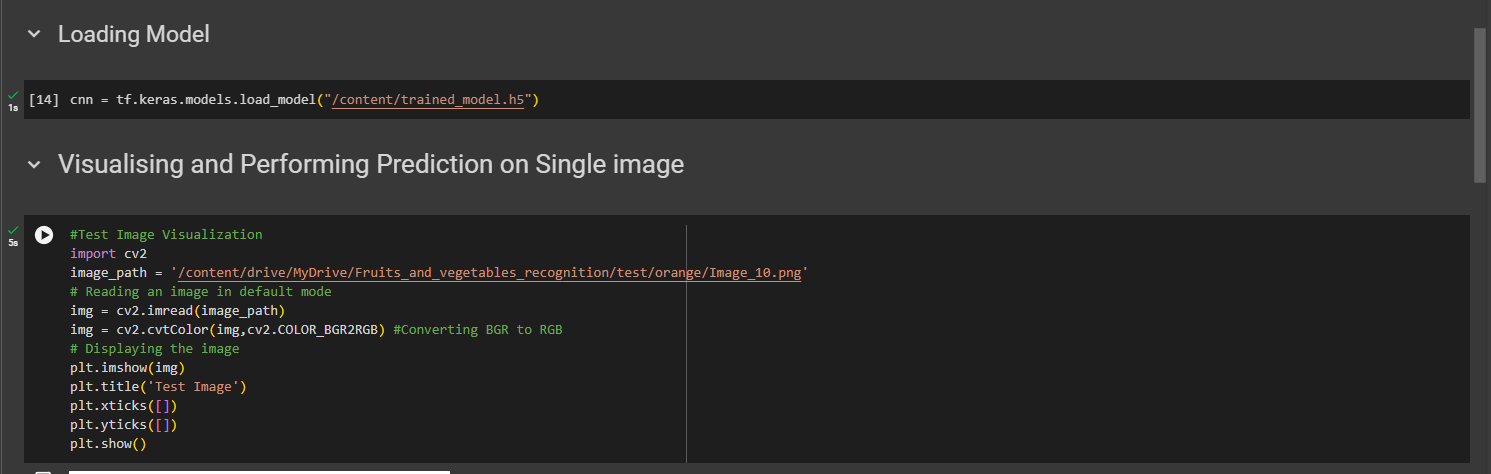 Loading Model
1s
[14] cnn = tf.keras.models.load_model("/content/trained_model.h5")
Visualising and Performing Prediction on Single image
5s
#Test Image Visualization
import cv2
image_path = '/content/drive/MyDrive/Fruits_and_vegetables_recognition/test/orange/Image_10.png'
# Reading an image in default mode
img = cv2.imread(image_path)
img = cv2.cvtColor(img,cv2.COLOR_BGR2RGB) #Converting BGR to RGB
# Displaying the image
plt.imshow(img)
plt.title('Test Image')
plt.xticks([])
plt.yticks([])
plt.show()